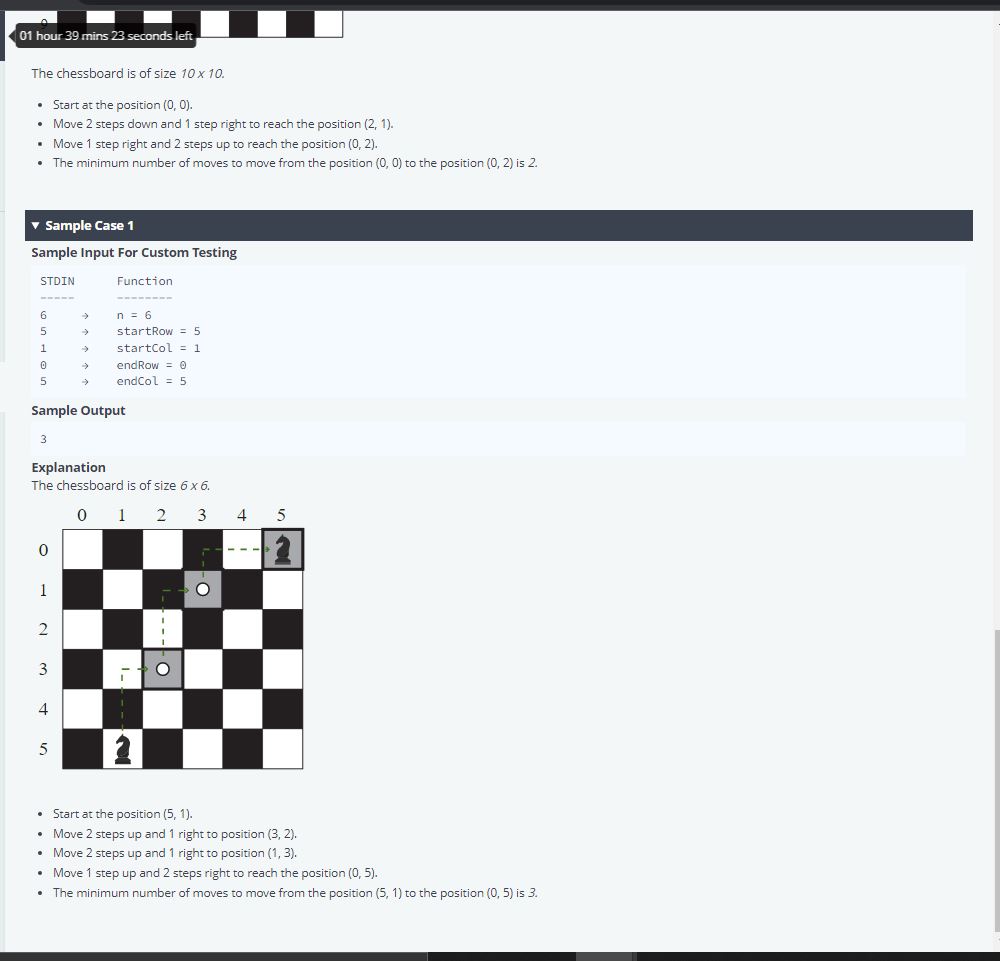 9
01 hour 39 mins 23 seconds left
The chessboard is of size 10 x 10.
• Start at the position (0, 0).
• Move 2 steps down and 1 step right to reach the position (2, 1).
• Move 1 step right and 2 steps up to reach the position (0, 2).
• The minimum number of moves to move from the position (0, 0) to the position (0, 2) is 2.
▼ Sample Case 1
Sample Input For Custom Testing
STDIN Function
----- --------
6 → n = 6
5 → startRow = 5
1 → startCol = 1
0 → endRow = 0
5 → endCol = 5
Sample Output
3
Explanation
The chessboard is of size 6 x 6.
0 1 2 3 4 5
0
1
2
3
4
5
• Start at the position (5, 1).
• Move 2 steps up and 1 right to position (3, 2).
• Move 2 steps up and 1 right to position (1, 3).
• Move 1 step up and 2 steps right to reach the position (0, 5).
• The minimum number of moves to move from the position (5, 1) to the position (0, 5) is 3.